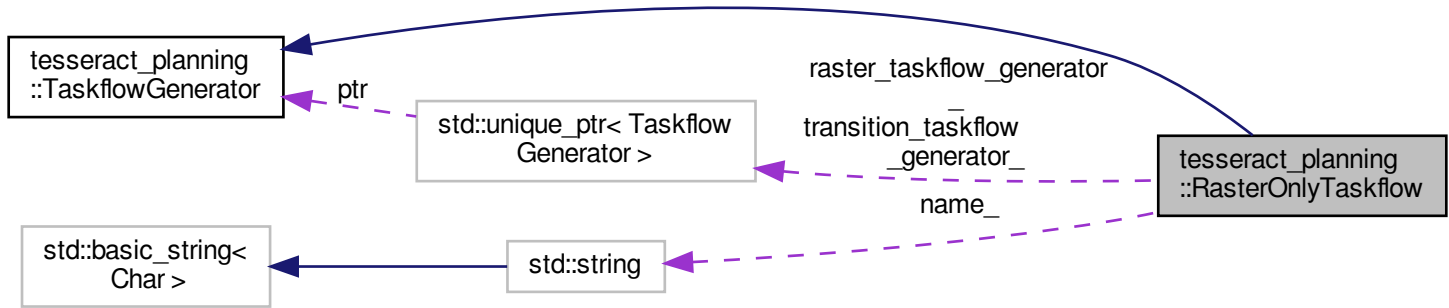 tesseract_planning
::TaskflowGenerator
ptr
std::unique_ptr< Taskflow
Generator >
raster_taskflow_generator
_
transition_taskflow
_generator_
name_
tesseract_planning
::RasterOnlyTaskflow
std::basic_string<
Char >
std::string